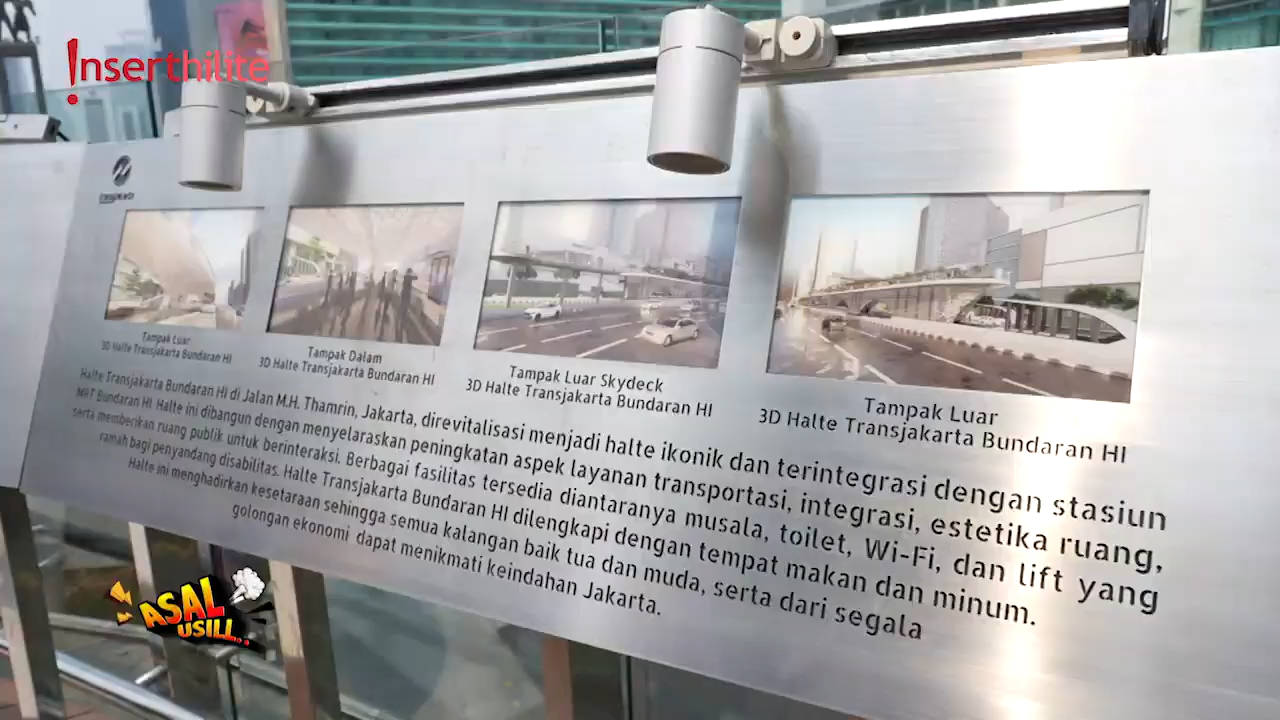 !nserthilite
Tampak Luar
3D Halte Transjakarta Bundaran HI
Tampak Dalam
3D Halte Transjakarta Bundaran HI
Tampak Luar Skydeck
3D Halte Transjakarta Bundaran HI
Tampak Luar
3D Halte Transjakarta Bundaran HI
Halte Transjakarta Bundaran HI di Jalan M.H. Thamrin, Jakarta, direvitalisasi menjadi halte ikonik dan terintegrasi dengan stasiun
MRT Bundaran HI. Halte ini dibangun dengan menyelaraskan peningkatan aspek layanan transportasi, integrasi, estetika ruang,
serta memberikan ruang publik untuk berinteraksi. Berbagai fasilitas tersedia diantaranya musala, toilet, Wi-Fi, dan lift yang
ramah bagi penyandang disabilitas. Halte Transjakarta Bundaran HI dilengkapi dengan tempat makan dan minum.
Halte ini menghadirkan kesetaraan sehingga semua kalangan baik tua dan muda, serta dari segala
golongan ekonomi dapat menikmati keindahan Jakarta.
ASAL
USILL..